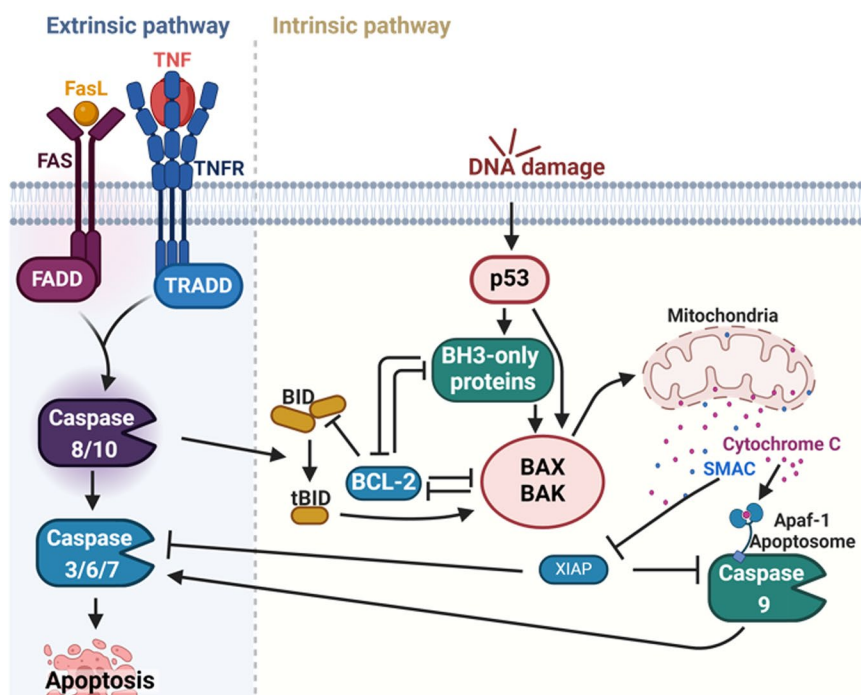 Extrinsic pathway
Intrinsic pathway
TNF
FasL
FAS
TNFR
DNA damage
FADD
TRADD
p53
Mitochondria
BH3-only
proteins
BID
Caspase
8/10
Cytochrome C
SMAC
BAX
BAK
BCL-2
tBID
Apaf-1
Apoptosome
Caspase
3/6/7
XIAP
Caspase
9
Apoptosis